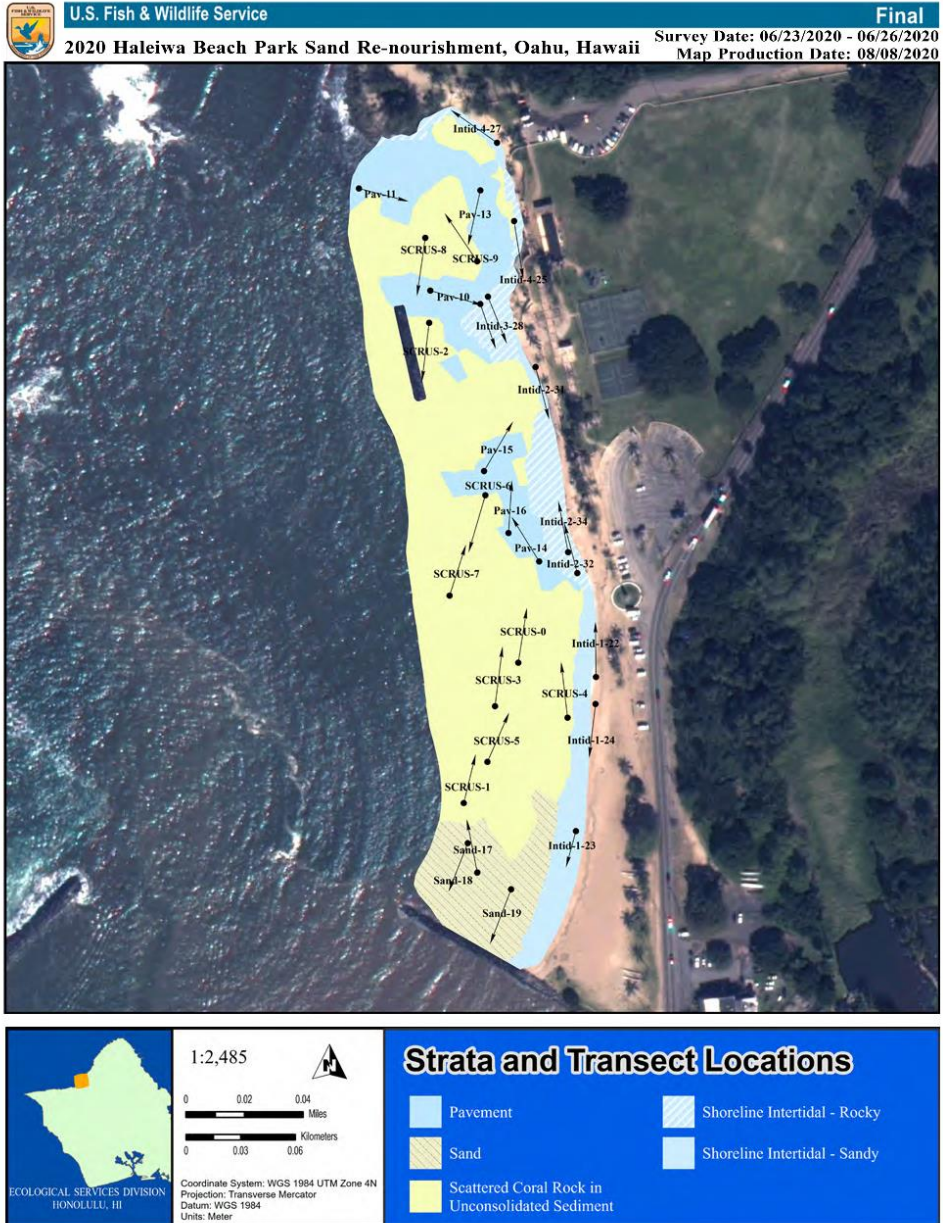 U.S.
FISH & WILDLIFE
SERVICE
U.S. Fish & Wildlife Service
Final
2020 Haleiwa Beach Park Sand Re-nourishment, Oahu, Hawaii
Survey Date: 06/23/2020 - 06/26/2020
Map Production Date: 08/08/2020
Intid-4-27
Pav-11
Pav-13
SCRUS-8
SCRUS-9
Intid-4-25
Pav-10
Intid-3-28
SCRUS-2
Intid-2-31
Pav-15
SCRUS-6
Pav-16
Intid-2-34
Pav-14
Intid-2-32
SCRUS-7
SCRUS-0
Intid-1-22
SCRUS-3
SCRUS-4
SCRUS-5
Intid-1-24
SCRUS-1
Intid-1-23
Sand-17
Sand-18
Sand-19
ECOLOGICAL SERVICES DIVISION
HONOLULU, HI
1:2,485
N
0 0.02 0.04
Miles
Kilometers
0 0.03 0.06
Coordinate System: WGS 1984 UTM Zone 4N
Projection: Transverse Mercator
Datum: WGS 1984
Units: Meter
Strata and Transect Locations
Pavement
Sand
Scattered Coral Rock in
Unconsolidated Sediment
Shoreline Intertidal - Rocky
Shoreline Intertidal - Sandy